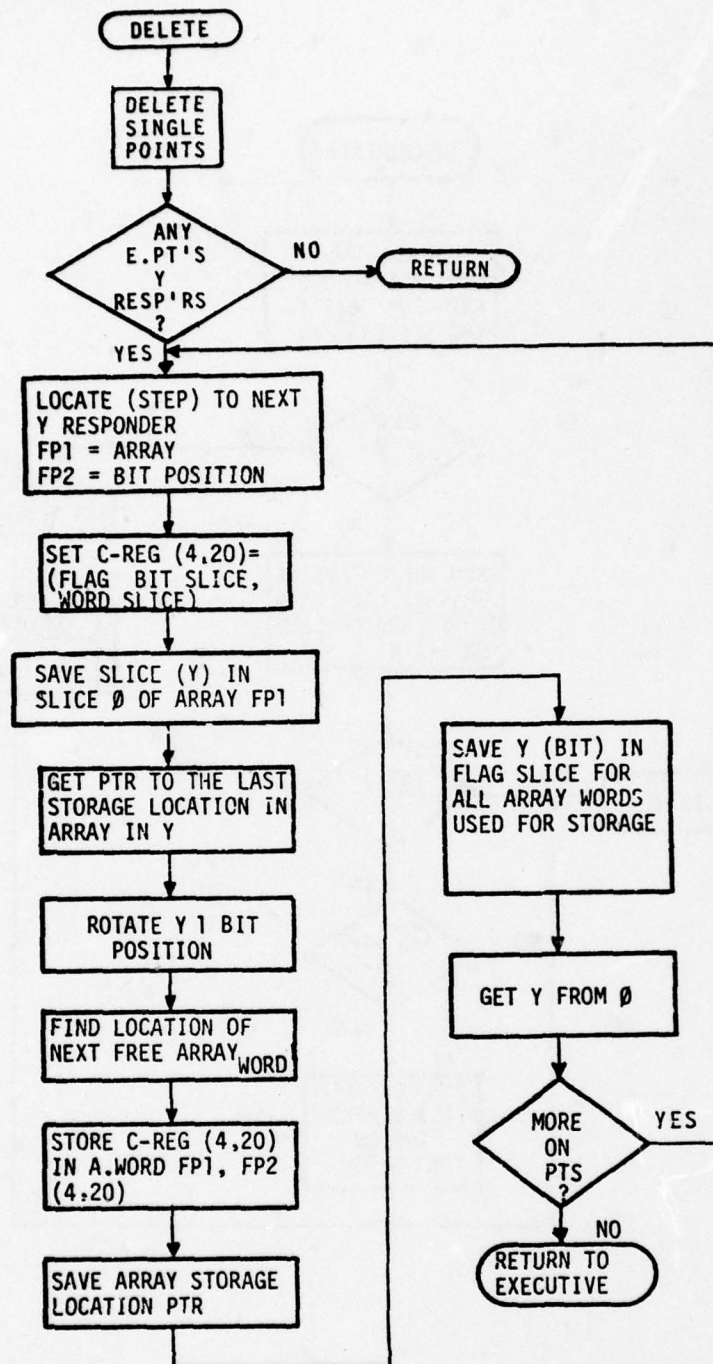 DELETE
DELETE
SINGLE
POINTS
ANY
E.PT'S
Y
RESP'RS
?
NO
RETURN
YES
LOCATE (STEP) TO NEXT
Y RESPONDER
FP1 = ARRAY
FP2 = BIT POSITION
SET C-REG (4,20)=
(FLAG BIT SLICE,
WORD SLICE)
SAVE SLICE (Y) IN
SLICE Ø OF ARRAY FP1
GET PTR TO THE LAST
STORAGE LOCATION IN
ARRAY IN Y
ROTATE Y 1 BIT
POSITION
FIND LOCATION OF
NEXT FREE ARRAY WORD
STORE C-REG (4,20)
IN A.WORD FP1, FP2
(4:20)
SAVE ARRAY STORAGE
LOCATION PTR
SAVE Y (BIT) IN
FLAG SLICE FOR
ALL ARRAY WORDS
USED FOR STORAGE
GET Y FROM Ø
MORE
ON
PTS
?
YES
NO
RETURN TO
EXECUTIVE